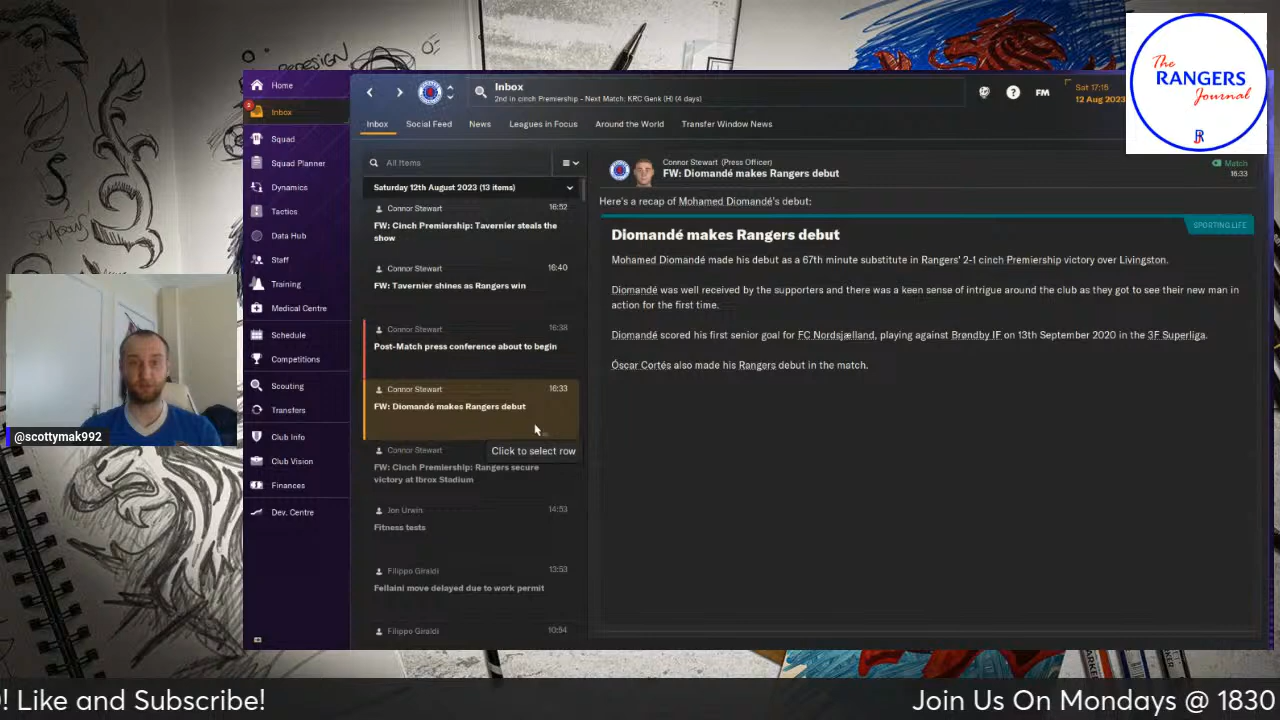 REDESIGN
The
RANGERS
Journal
Home
Inbox
Squad
Squad Planner
Dynamics
Tactics
Data Hub
Staff
Training
Medical Centre
Schedule
Competitions
Scouting
Transfers
Club Info
Club Vision
Finances
Dev. Centre
Inbox
2nd in cinch Premiership - Next Match: KRC Genk (H) (4 days)
FM
Sat 17:15
12 Aug 2023
Inbox Social Feed News Leagues in Focus Around the World Transfer Window News
All Items
Saturday 12th August 2023 (13 items)
Connor Stewart 16:52
FW: Cinch Premiership: Tavernier steals the
show
Connor Stewart 16:40
FW: Tavernier shines as Rangers win
Connor Stewart 16:38
Post-Match press conference about to begin
Connor Stewart 16:33
FW: Diomandé makes Rangers debut
Click to select row
Connor Stewart
FW: Cinch Premiership: Rangers secure
victory at Ibrox Stadium
Jon Urwin 14:53
Fitness tests
Filippo Giraldi 13:53
Fellaini move delayed due to work permit
Filippo Giraldi
Connor Stewart (Press Officer)
FW: Diomandé makes Rangers debut
Match
16:33
Here's a recap of Mohamed Diomandé's debut:
SPORTING LIFE
Diomandé makes Rangers debut
Mohamed Diomandé made his debut as a 67th minute substitute in Rangers' 2-1 cinch Premiership victory over Livingston.
Diomandé was well received by the supporters and there was a keen sense of intrigue around the club as they got to see their new man in
action for the first time.
Diomandé scored his first senior goal for FC Nordsjælland, playing against Brøndby IF on 13th September 2020 in the 3F Superliga.
Óscar Cortés also made his Rangers debut in the match.
@scottymak992
! Like and Subscribe!
Join Us On Mondays @ 1830